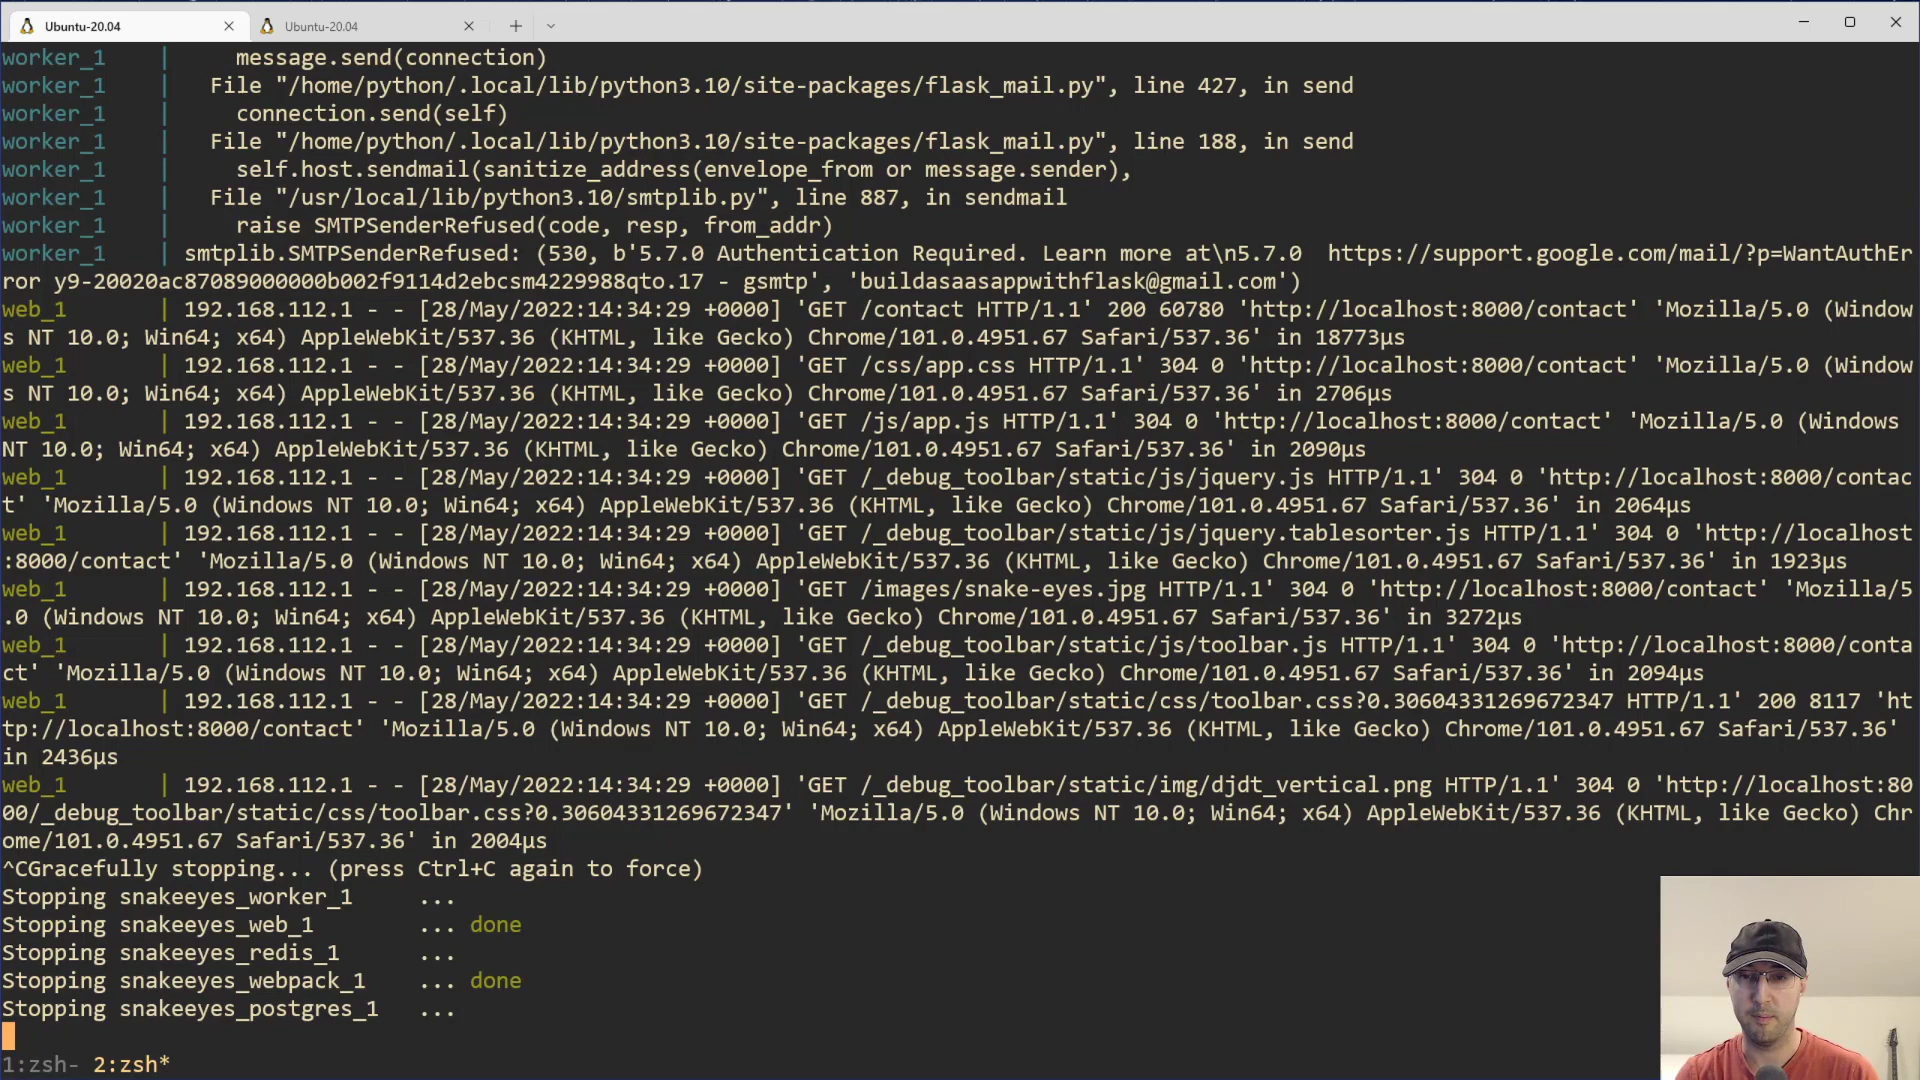 Ubuntu-20.04 Ubuntu-20.04
worker_1 | message.send(connection)
worker_1 | File "/home/python/.local/lib/python3.10/site-packages/flask_mail.py", line 427, in send
worker_1 | connection.send(self)
worker_1 | File "/home/python/.local/lib/python3.10/site-packages/flask_mail.py", line 188, in send
worker_1 | self.host.sendmail(sanitize_address(envelope_from or message.sender),
worker_1 | File "/usr/local/lib/python3.10/smtplib.py", line 887, in sendmail
worker_1 | raise SMTPSenderRefused(code, resp, from_addr)
worker_1 | smtplib.SMTPSenderRefused: (530, b'5.7.0 Authentication Required. Learn more at\n5.7.0  https://support.google.com/mail/?p=WantAuthEr
ror y9-20020ac87089000000b002f9114d2ebcsm4229988qto.17 - gsmtp', 'buildasaasappwithflask@gmail.com')
web_1 | 192.168.112.1 - - [28/May/2022:14:34:29 +0000] 'GET /contact HTTP/1.1' 200 60780 'http://localhost:8000/contact' 'Mozilla/5.0 (Window
s NT 10.0; Win64; x64) AppleWebKit/537.36 (KHTML, like Gecko) Chrome/101.0.4951.67 Safari/537.36' in 18773µs
web_1 | 192.168.112.1 - - [28/May/2022:14:34:29 +0000] 'GET /css/app.css HTTP/1.1' 304 0 'http://localhost:8000/contact' 'Mozilla/5.0 (Window
s NT 10.0; Win64; x64) AppleWebKit/537.36 (KHTML, like Gecko) Chrome/101.0.4951.67 Safari/537.36' in 2706µs
web_1 | 192.168.112.1 - - [28/May/2022:14:34:29 +0000] 'GET /js/app.js HTTP/1.1' 304 0 'http://localhost:8000/contact' 'Mozilla/5.0 (Windows
NT 10.0; Win64; x64) AppleWebKit/537.36 (KHTML, like Gecko) Chrome/101.0.4951.67 Safari/537.36' in 2090µs
web_1 | 192.168.112.1 - - [28/May/2022:14:34:29 +0000] 'GET /_debug_toolbar/static/js/jquery.js HTTP/1.1' 304 0 'http://localhost:8000/contac
t' 'Mozilla/5.0 (Windows NT 10.0; Win64; x64) AppleWebKit/537.36 (KHTML, like Gecko) Chrome/101.0.4951.67 Safari/537.36' in 2064µs
web_1 | 192.168.112.1 - - [28/May/2022:14:34:29 +0000] 'GET /_debug_toolbar/static/js/jquery.tablesorter.js HTTP/1.1' 304 0 'http://localhost
:8000/contact' 'Mozilla/5.0 (Windows NT 10.0; Win64; x64) AppleWebKit/537.36 (KHTML, like Gecko) Chrome/101.0.4951.67 Safari/537.36' in 1923µs
web_1 | 192.168.112.1 - - [28/May/2022:14:34:29 +0000] 'GET /images/snake-eyes.jpg HTTP/1.1' 304 0 'http://localhost:8000/contact' 'Mozilla/5
.0 (Windows NT 10.0; Win64; x64) AppleWebKit/537.36 (KHTML, like Gecko) Chrome/101.0.4951.67 Safari/537.36' in 3272µs
web_1 | 192.168.112.1 - - [28/May/2022:14:34:29 +0000] 'GET /_debug_toolbar/static/js/toolbar.js HTTP/1.1' 304 0 'http://localhost:8000/conta
ct' 'Mozilla/5.0 (Windows NT 10.0; Win64; x64) AppleWebKit/537.36 (KHTML, like Gecko) Chrome/101.0.4951.67 Safari/537.36' in 2094µs
web_1 | 192.168.112.1 - - [28/May/2022:14:34:29 +0000] 'GET /_debug_toolbar/static/css/toolbar.css?0.30604331269672347 HTTP/1.1' 200 8117 'ht
tp://localhost:8000/contact' 'Mozilla/5.0 (Windows NT 10.0; Win64; x64) AppleWebKit/537.36 (KHTML, like Gecko) Chrome/101.0.4951.67 Safari/537.36'
in 2436µs
web_1 | 192.168.112.1 - - [28/May/2022:14:34:29 +0000] 'GET /_debug_toolbar/static/img/djdt_vertical.png HTTP/1.1' 304 0 'http://localhost:80
00/_debug_toolbar/static/css/toolbar.css?0.30604331269672347' 'Mozilla/5.0 (Windows NT 10.0; Win64; x64) AppleWebKit/537.36 (KHTML, like Gecko) Chr
ome/101.0.4951.67 Safari/537.36' in 2004µs
^CGracefully stopping... (press Ctrl+C again to force)
Stopping snakeeyes_worker_1 ...
Stopping snakeeyes_web_1 ... done
Stopping snakeeyes_redis_1 ...
Stopping snakeeyes_webpack_1 ... done
Stopping snakeeyes_postgres_1 ...
1:zsh- 2:zsh*